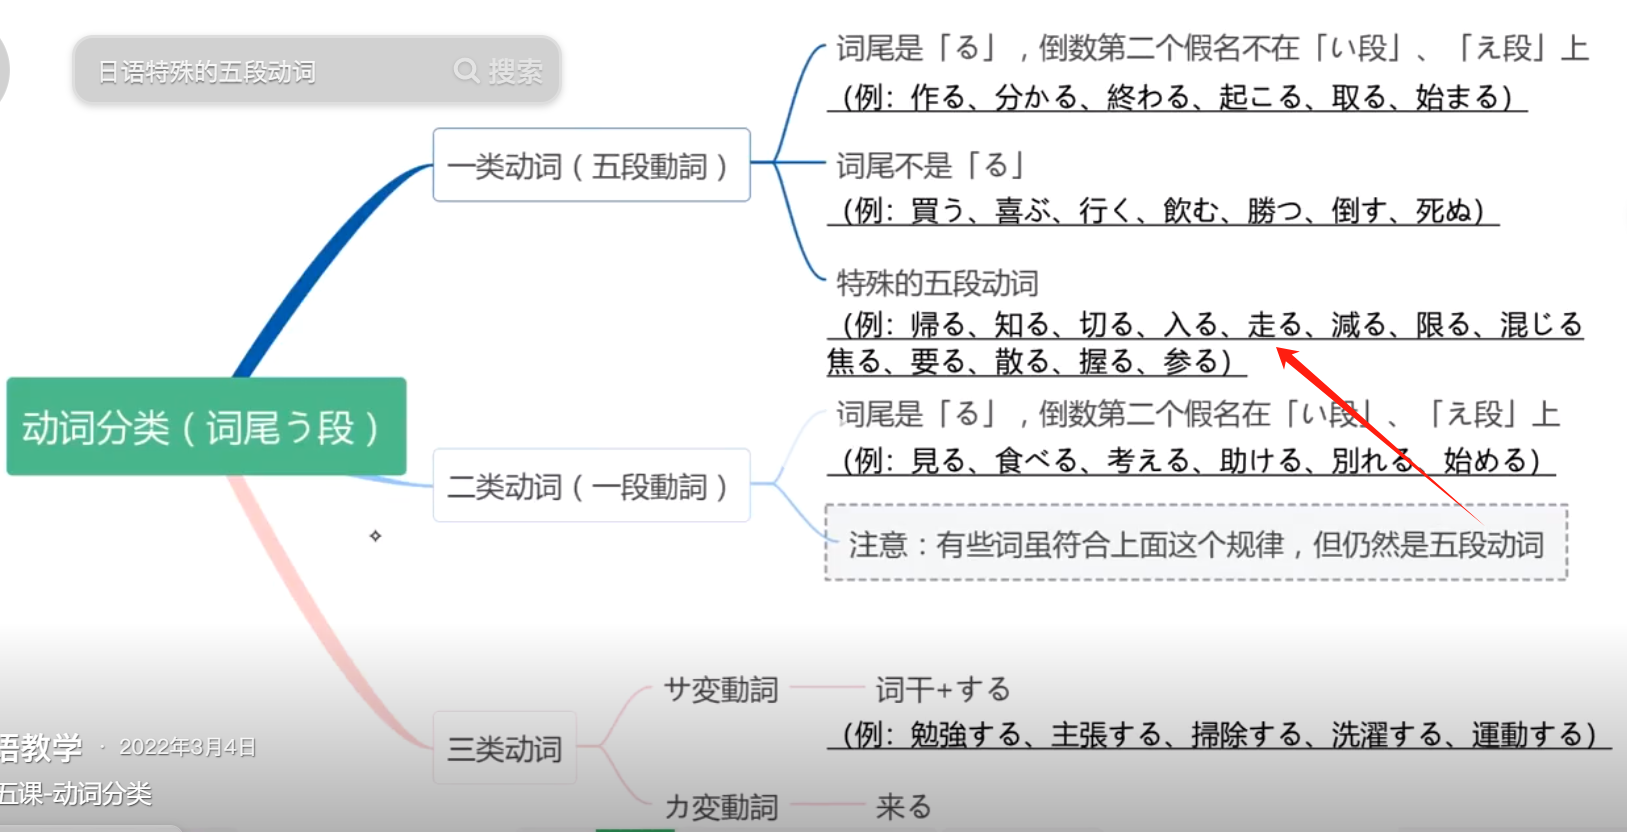 日语特殊的五段动词
搜索
词尾是「る」，倒数第二个假名不在「い段」、「え段」上
（例：作る、分かる、終わる、起こる、取る、始まる）
一类动词（五段動詞）
词尾不是「る」
（例：買う、喜ぶ、行く、飲む、勝つ、倒す、死ぬ）
特殊的五段动词
（例：帰る、知る、切る、入る、走る、減る、限る、混じる
焦る、要る、散る、握る、参る）
动词分类（词尾う段）
词尾是「る」，倒数第二个假名在「い段」、「え段」上
（例：見る、食べる、考える、助ける、別れる、始める）
二类动词（一段動詞）
注意：有些词虽符合上面这个规律，但仍然是五段动词
サ変動詞
词干+する
（例：勉強する、主張する、掃除する、洗濯する、運動する）
三类动词
カ変動詞
来る
语教学 · 2022年3月4日
五课-动词分类